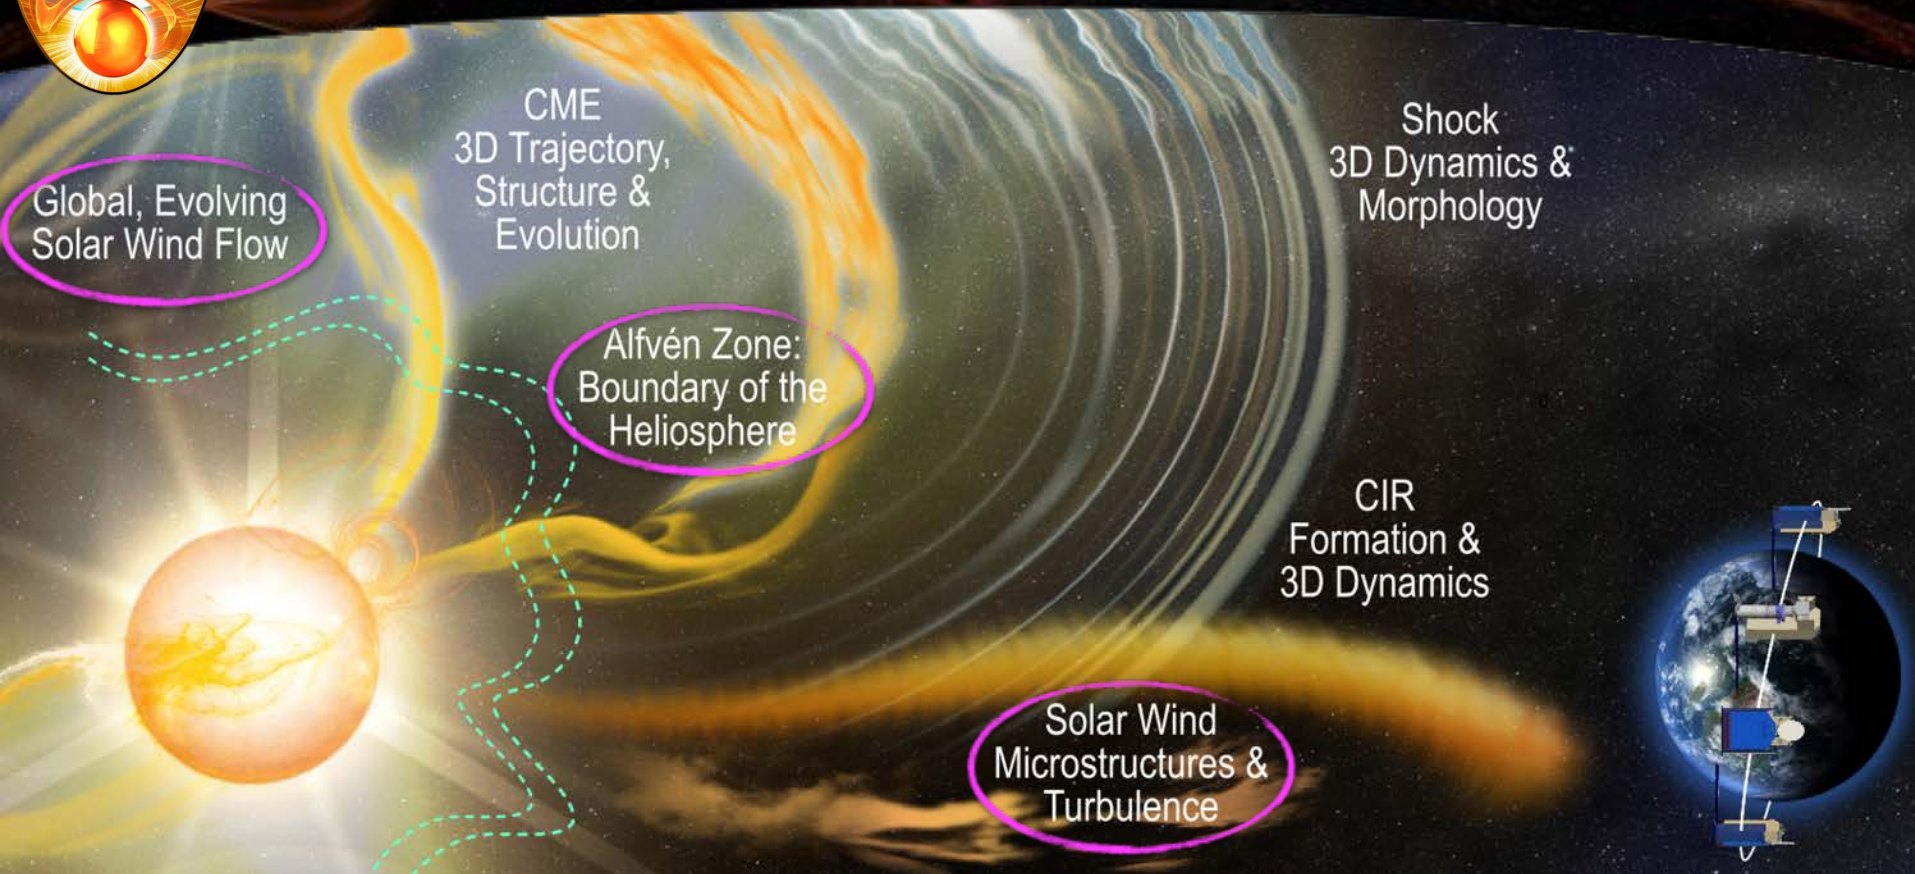 CME
3D Trajectory,
Structure &
Evolution
Shock
3D Dynamics &
Morphology
Global, Evolving
Solar Wind Flow
Alfvén Zone:
Boundary of the
Heliosphere
CIR
Formation &
3D Dynamics
Solar Wind
Microstructures &
Turbulence